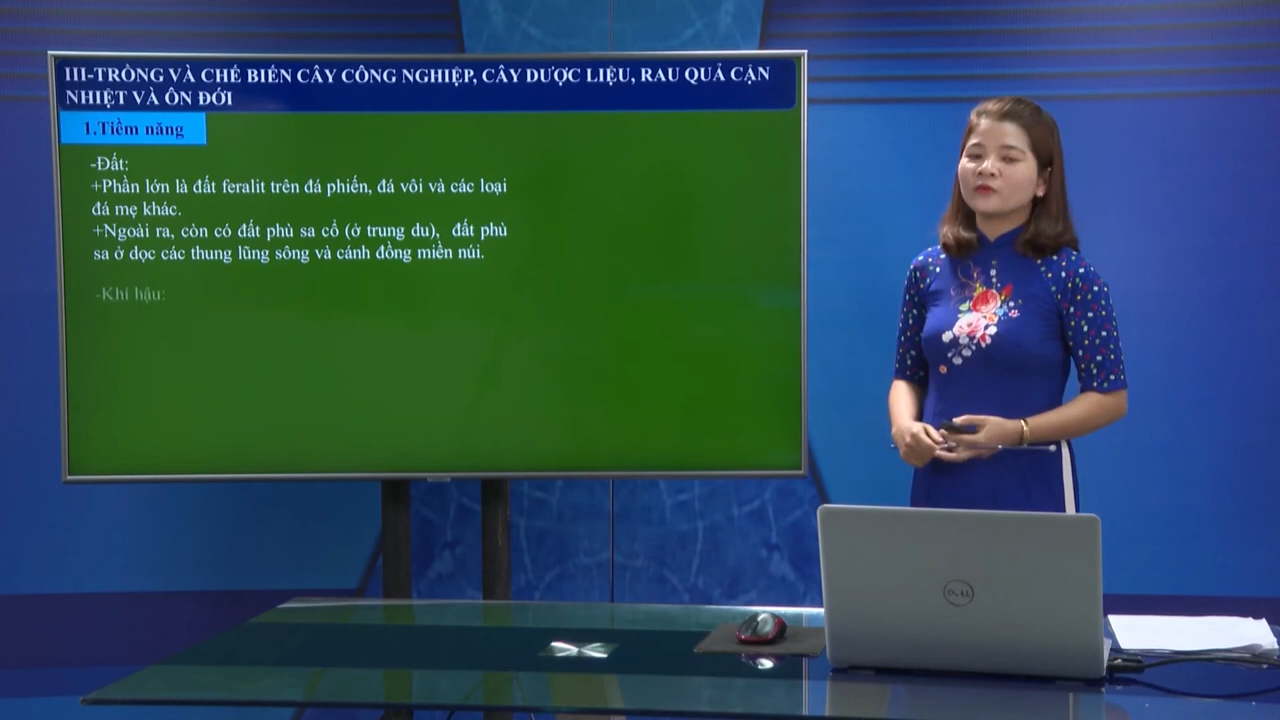 III-TRỒNG VÀ CHẾ BIẾN CÂY CÔNG NGHIỆP, CÂY DƯỢC LIỆU, RAU QUẢ CẬN
NHIỆT VÀ ÔN ĐỚI
1.Tiềm năng
-Đất:
+Phần lớn là đất feralit trên đá phiến, đá vôi và các loại
đá mẹ khác.
+Ngoài ra, còn có đất phù sa cổ (ở trung du), đất phù
sa ở dọc các thung lũng sông và cánh đồng miền núi.
-Khí hậu:
DELL